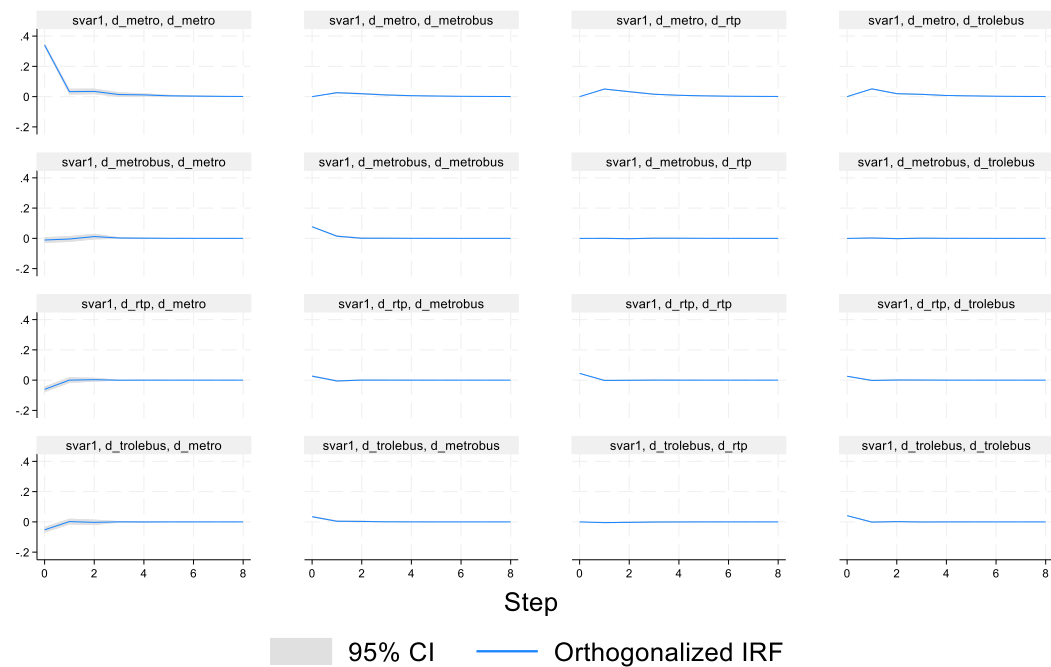 svar1, d_metro, d_metro
svar1, d_metro, d_metrobus
svar1, d_metro, d_rtp
svar1, d_metro, d_trolebus
.4
.2
0
-.2
svar1, d_metrobus, d_metro
svar1, d_metrobus, d_metrobus
svar1, d_metrobus, d_rtp
svar1, d_metrobus, d_trolebus
.4
.2
0
-.2
svar1, d_rtp, d_metro
svar1, d_rtp, d_metrobus
svar1, d_rtp, d_rtp
svar1, d_rtp, d_trolebus
.4
.2
0
-.2
svar1, d_trolebus, d_metro
svar1, d_trolebus, d_metrobus
svar1, d_trolebus, d_rtp
svar1, d_trolebus, d_trolebus
.4
.2
0
-.2
0 2 4 6 8
0 2 4 6 8
0 2 4 6 8
0 2 4 6 8
Step
95% CI
Orthogonalized IRF